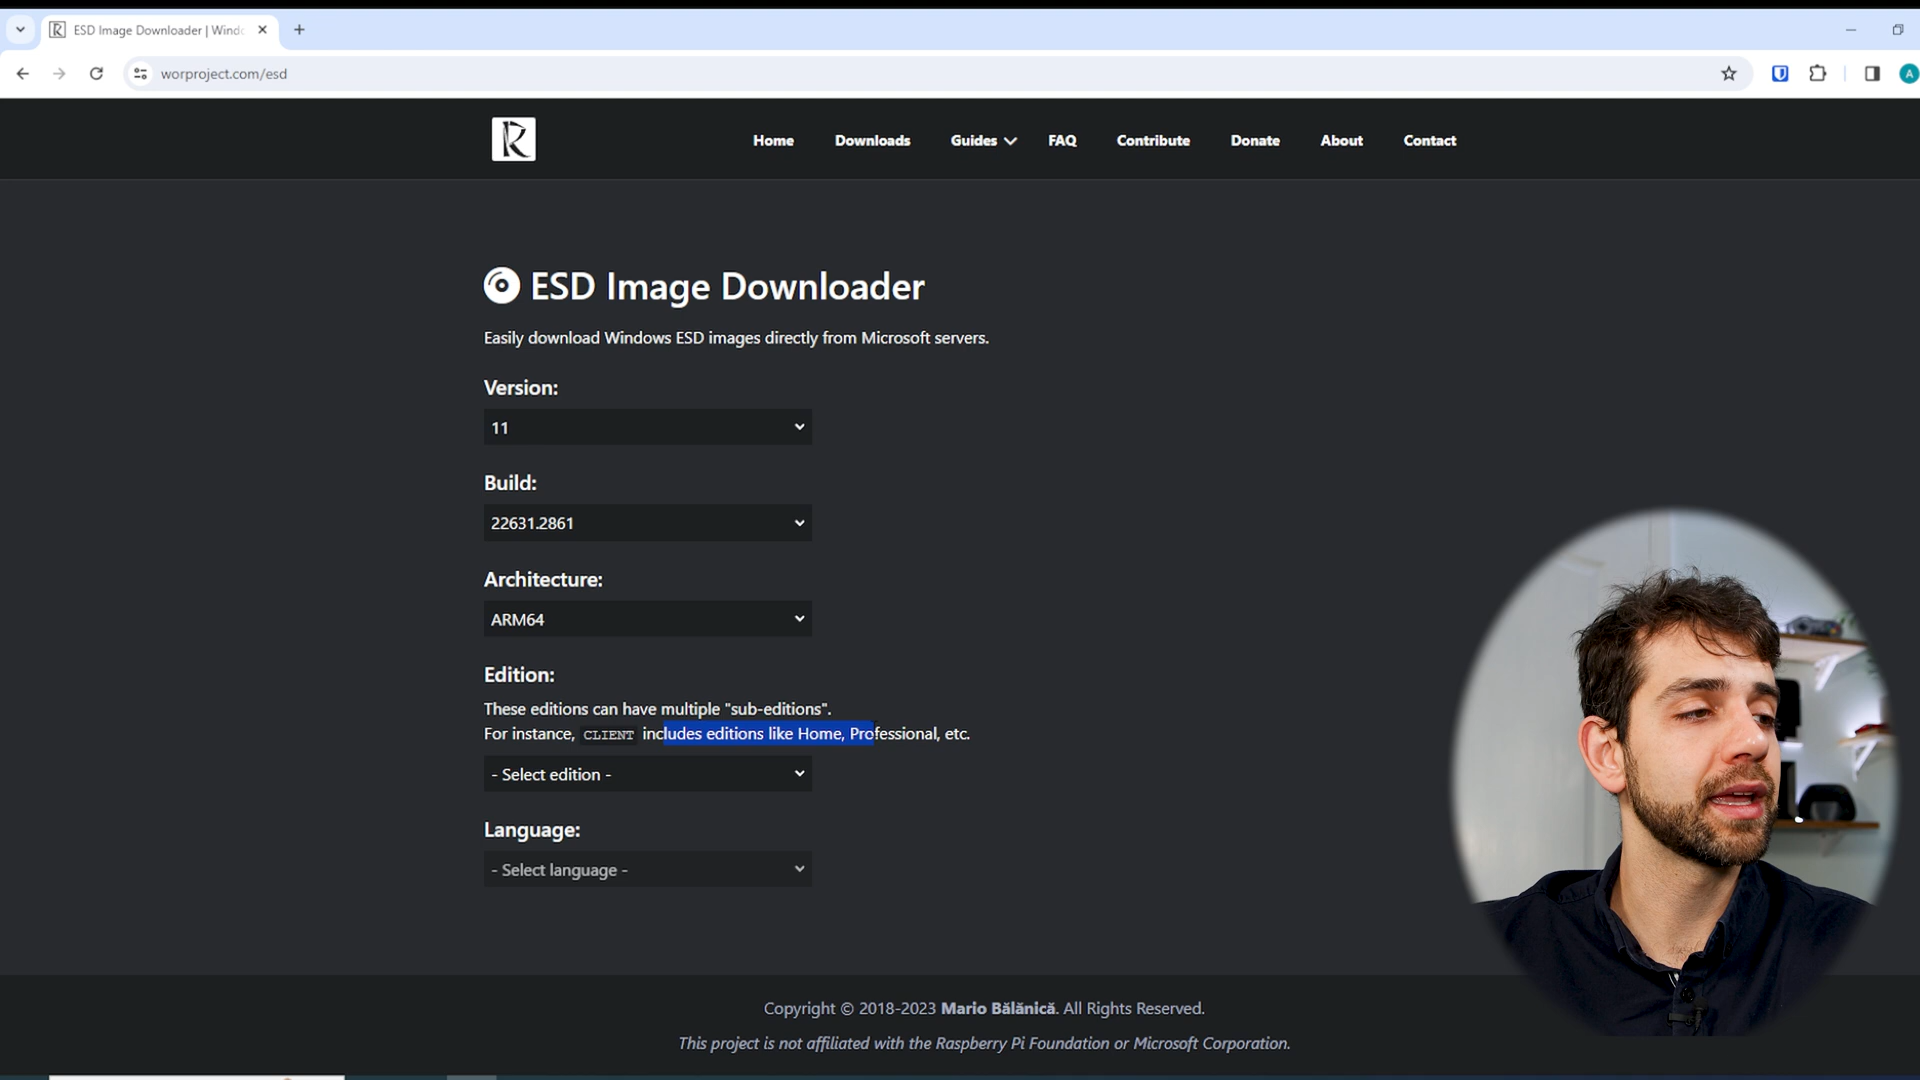 ESD Image Downloader | Windo
worproject.com/esd
A
R
Home Downloads Guides FAQ Contribute Donate About Contact
ESD Image Downloader
Easily download Windows ESD images directly from Microsoft servers.
Version:
11
Build:
22631.2861
Architecture:
ARM64
Edition:
These editions can have multiple "sub-editions".
For instance, CLIENT includes editions like Home, Professional, etc.
- Select edition -
Language:
- Select language -
Copyright © 2018-2023 Mario Bălănică. All Rights Reserved.
This project is not affiliated with the Raspberry Pi Foundation or Microsoft Corporation.